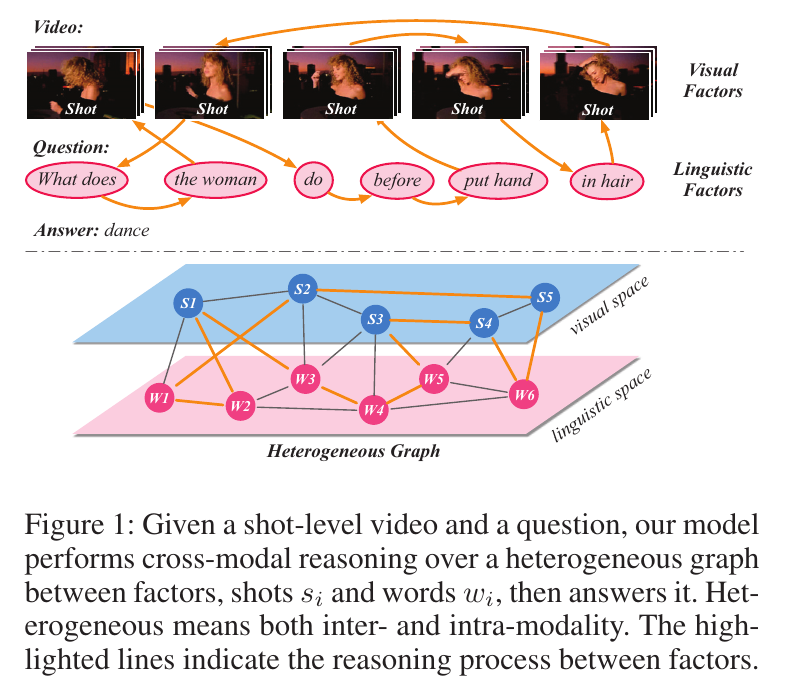 Video:
Shot Shot Shot Shot Shot
Visual
Factors
Question:
What does the woman do before put hand in hair
Linguistic
Factors
Answer: dance
S1 S2 S3 S4 S5
visual space
W1 W2 W3 W4 W5 W6
linguistic space
Heterogeneous Graph
Figure 1: Given a shot-level video and a question, our model
performs cross-modal reasoning over a heterogeneous graph
between factors, shots s_i and words w_i, then answers it. Het-
erogeneous means both inter- and intra-modality. The high-
lighted lines indicate the reasoning process between factors.